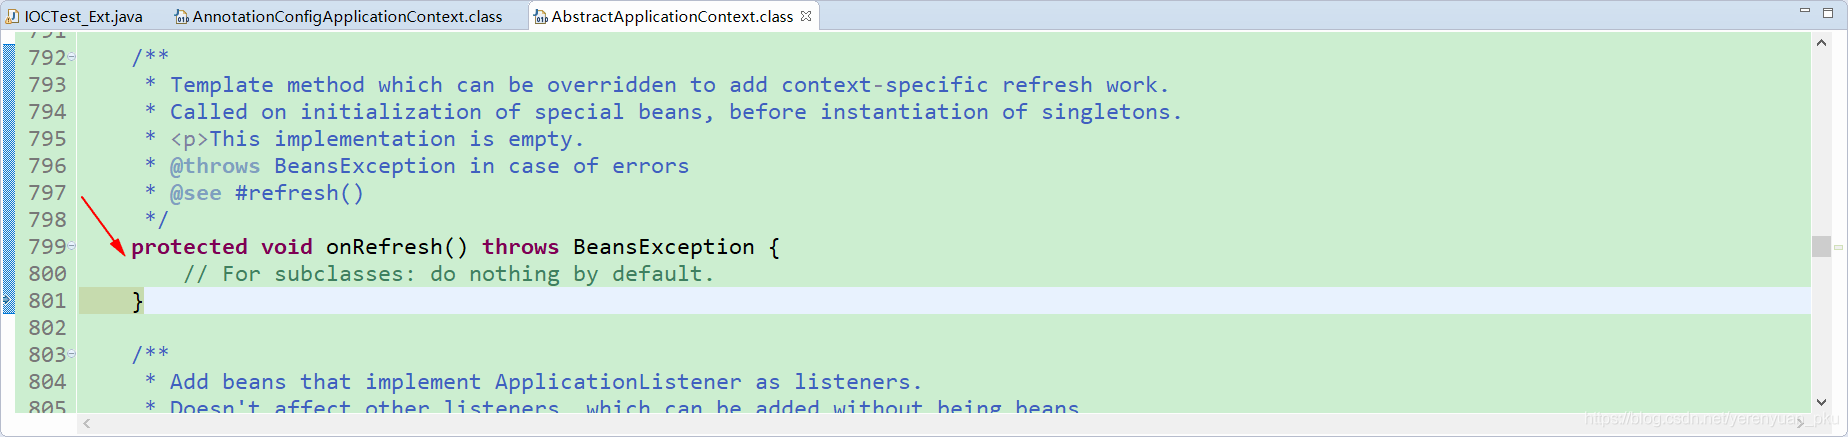 IOCTest_Ext.java AnnotationConfigApplicationContext.class AbstractApplicationContext.class
791
792 /**
793 * Template method which can be overridden to add context-specific refresh work.
794 * Called on initialization of special beans, before instantiation of singletons.
795 * <p>This implementation is empty.
796 * @throws BeansException in case of errors
797 * @see #refresh()
798 */
799 protected void onRefresh() throws BeansException {
800 // For subclasses: do nothing by default.
801 }
802
803 /**
804 * Add beans that implement ApplicationListener as listeners.
805 * Doesn't affect other listeners, which can be added without being beans.
https://blog.csdn.net/yerenyuan_pku